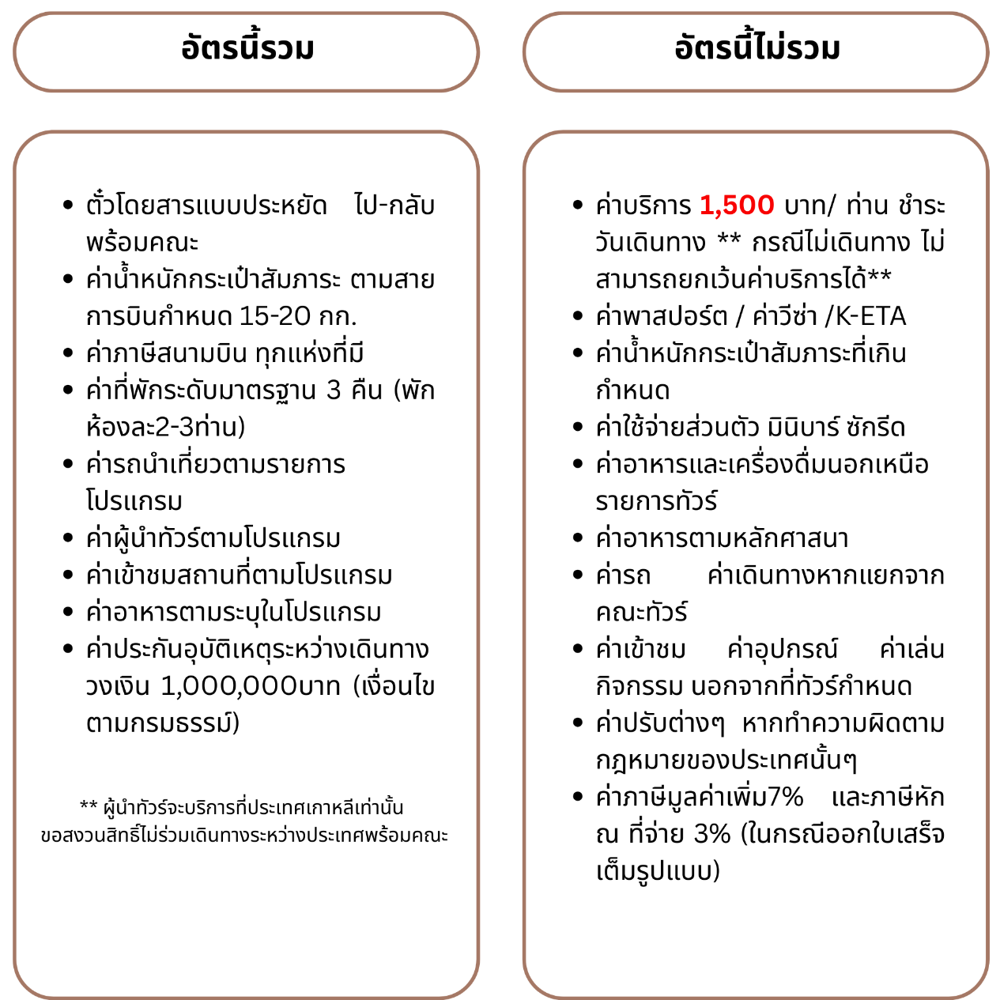 อัตรานี้รวม
• ตั๋วโดยสารแบบประหยัด ไป-กลับ
พร้อมคณะ
• ค่าน้ำหนักกระเป๋าสัมภาระ ตามสาย
การบินกำหนด 15-20 กก.
• ค่าภาษีสนามบิน ทุกแห่งที่มี
• ค่าที่พักระดับมาตรฐาน 3 คืน (พัก
ห้องละ2-3ท่าน)
• ค่ารถนำเที่ยวตามรายการ
โปรแกรม
• ค่าผู้นำทัวร์ตามโปรแกรม
• ค่าเข้าชมสถานที่ตามโปรแกรม
• ค่าอาหารตามระบุในโปรแกรม
• ค่าประกันอุบัติเหตุระหว่างเดินทาง
วงเงิน 1,000,000บาท (เงื่อนไข
ตามกรมธรรม์)
** ผู้นำทัวร์จะบริการที่ประเทศเกาหลีเท่านั้น
ขอสงวนสิทธิ์ไม่ร่วมเดินทางระหว่างประเทศพร้อมคณะ
อัตรนี้ไม่รวม
• ค่าบริการ 1,500 บาท/ ท่าน ชำระ
วันเดินทาง ** กรณีไม่เดินทาง ไม่
สามารถยกเว้นค่าบริการได้**
• ค่าพาสปอร์ต / ค่าวีซ่า /K-ETA
• ค่าน้ำหนักกระเป๋าสัมภาระที่เกิน
กำหนด
• ค่าใช้จ่ายส่วนตัว มินิบาร์ ซักรีด
• ค่าอาหารและเครื่องดื่มนอกเหนือ
รายการทัวร์
• ค่าอาหารตามหลักศาสนา
• ค่ารถ ค่าเดินทางหากแยกจาก
คณะทัวร์
• ค่าเข้าชม ค่าอุปกรณ์ ค่าเล่น
กิจกรรม นอกจากที่ทัวร์กำหนด
• ค่าปรับต่างๆ หากทำความผิดตาม
กฎหมายของประเทศนั้นๆ
• ค่าภาษีมูลค่าเพิ่ม7% และภาษีหัก
ณ ที่จ่าย 3% (ในกรณีออกใบเสร็จ
เต็มรูปแบบ)